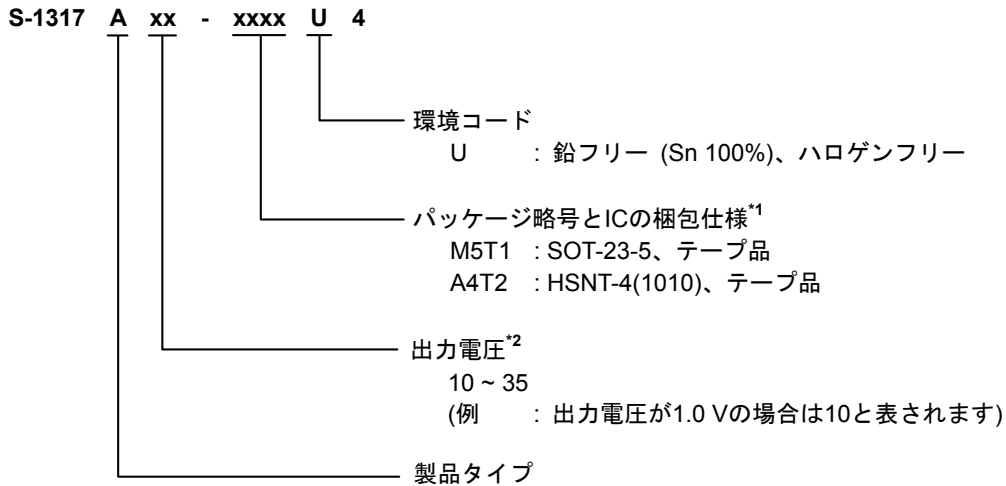 S-1317 A xx - xxxx U 4
環境コード
U : 鉛フリー (Sn 100%)、ハロゲンフリー
パッケージ略号とICの梱包仕様*1
M5T1 : SOT-23-5、テープ品
A4T2 : HSNT-4(1010)、テープ品
出力電圧*2
10 ~ 35
(例 : 出力電圧が1.0 Vの場合は10と表されます)
製品タイプ